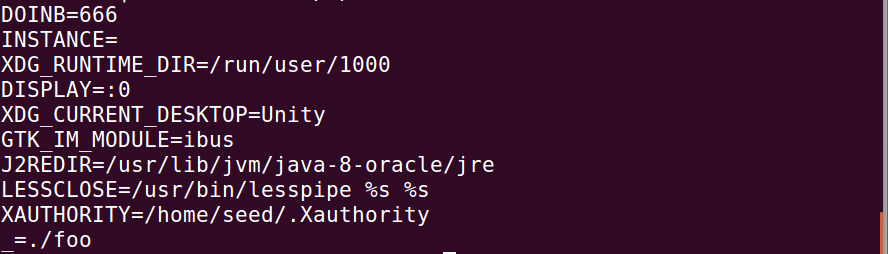 DOINB=666
INSTANCE=
XDG_RUNTIME_DIR=/run/user/1000
DISPLAY=:0
XDG_CURRENT_DESKTOP=Unity
GTK_IM_MODULE=ibus
J2REDIR=/usr/lib/jvm/java-8-oracle/jre
LESSCLOSE=/usr/bin/lesspipe %s %s
XAUTHORITY=/home/seed/.Xauthority
_=./foo